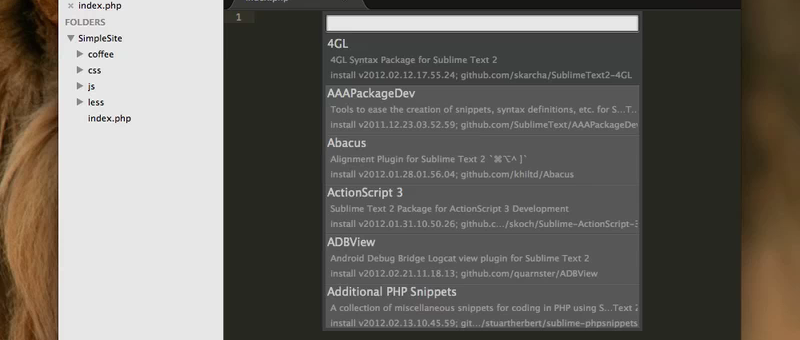 index.php
FOLDERS
SimpleSite
coffee
css
js
less
index.php
1
4GL
4GL Syntax Package for Sublime Text 2
install v2012.02.12.17.55.24; github.com/skarcha/SublimeText2-4GL
AAAPackageDev
Tools to ease the creation of snippets, syntax definitions, etc. for S...T..
install v2011.12.23.03.52.59; github.com/SublimeText/AAAPackageDev
Abacus
Alignment Plugin for Sublime Text 2 `⌘⌥^ ]`
install v2012.01.28.01.56.04; github.com/khiltd/Abacus
ActionScript 3
Sublime Text 2 Package for ActionScript 3 Development
install v2012.01.31.10.50.26; github.c.../skoch/Sublime-ActionScript-3
ADBView
Android Debug Bridge Logcat view plugin for Sublime Text 2
install v2012.02.21.11.18.13; github.com/quarnster/ADBView
Additional PHP Snippets
A collection of miscellaneous snippets for coding in PHP using S...Text 2
install v2012.02.13.10.45.59; git.../stuartherbert/sublime-phpsnippets